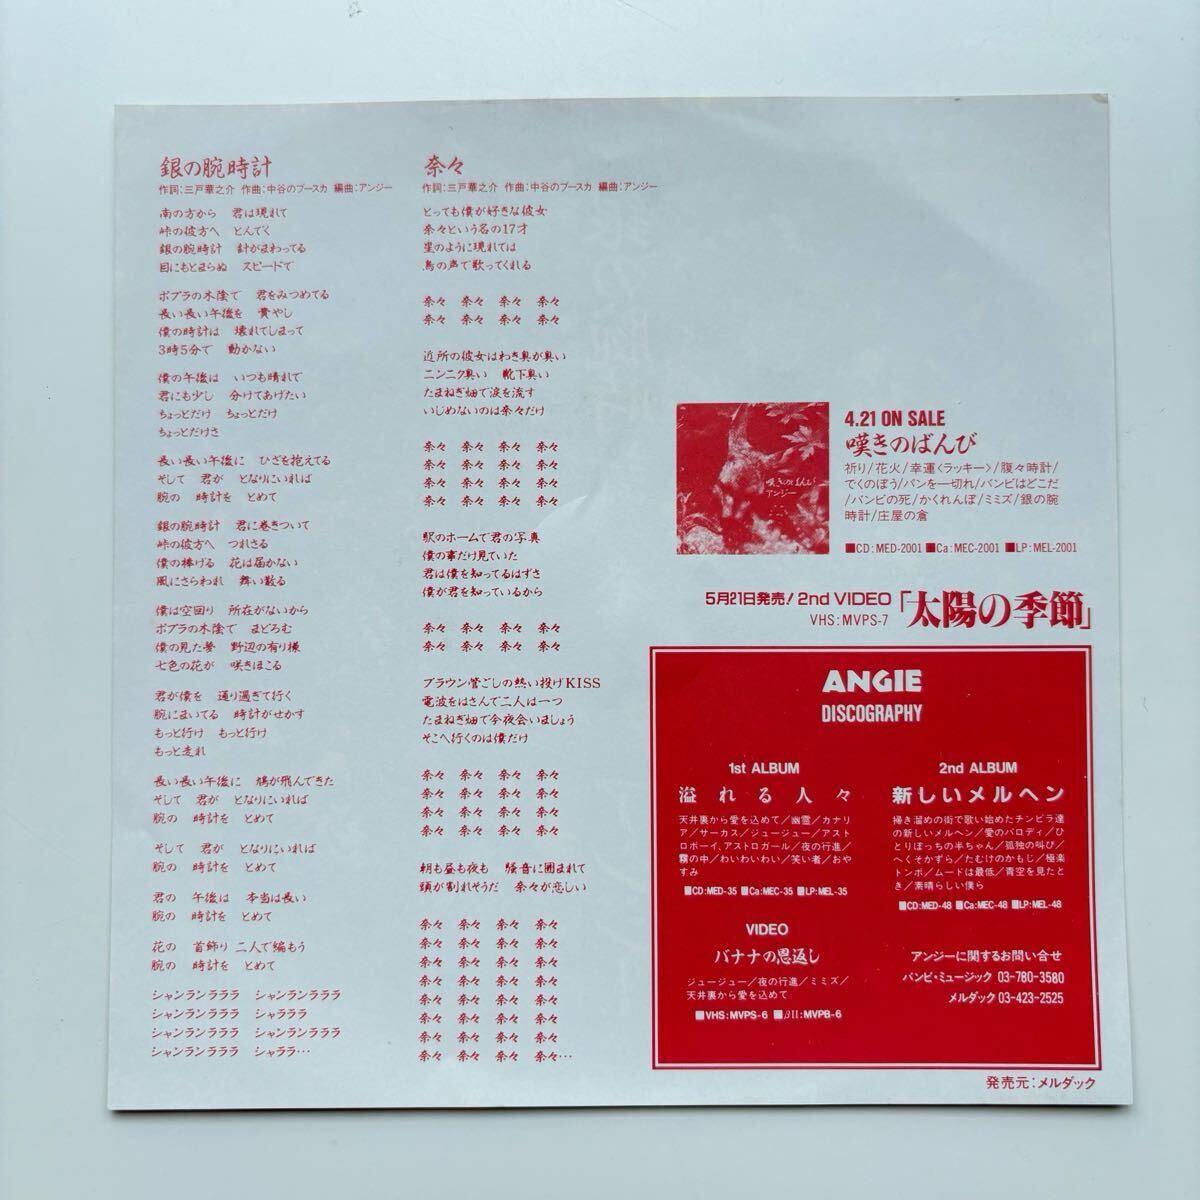 銀の腕時計
作詞:三戸華之介 作曲:中谷のブースカ 編曲:アンジー
南の方から 君は現れて
峠の彼方へ とんでく
銀の腕時計 針がまわってる
目にもとまらぬ スピードで
ポプラの木陰で 君をみつめてる
長い長い午後を 費やし
僕の時計は 壊れてしまって
3時5分で 動かない
僕の午後は いつも晴れで
君にも少し 分けてあげたい
ちょっとだけ ちょっとだけ
ちょっとだけさ
長い長い午後に ひざを抱えてる
そして 君が となりにいれば
腕の 時計を とめて
銀の腕時計 君に巻きついて
峠の彼方へ つれさる
僕の捧げる 花は届かない
風にさらわれ 舞い散る
僕は空回り 所在がないから
ポプラの木陰で まどろむ
僕の見た夢 野辺の有り様
七色の花が 咲きほこる
君が僕を 通り過ぎて行く
腕にまいてる 時計がせかす
もっと行け もっと行け
もっと走れ
長い長い午後に 鳩が飛んできた
そして 君が となりにいれば
腕の 時計を とめて
そして 君が となりにいれば
腕の 時計を とめて
君の 午後は 本当は長い
腕の 時計を とめて
花の 首飾り 二人で編もう
腕の 時計を とめて
シャンランラララ シャンランラララ
シャンランラララ シャラララ
シャンランラララ シャンランラララ
シャンランラララ シャララ…
奈々
作詞:三戸華之介 作曲:中谷のブースカ 編曲:アンジー
とっても僕が好きな彼女
奈々という名の17才
星のように現れては
鳥の声で歌ってくれる
奈々 奈々 奈々 奈々
奈々 奈々 奈々 奈々
近所の彼女はわき臭が臭い
ニンニク臭い 靴下臭い
たまねぎ畑で涙を流す
いじめないのは奈々だけ
奈々 奈々 奈々 奈々
奈々 奈々 奈々 奈々
奈々 奈々 奈々 奈々
奈々 奈々 奈々 奈々
駅のホームで君の写真
僕の事だけ見ていた
君は僕を知ってるはずさ
僕が君を知っているから
奈々 奈々 奈々 奈々
奈々 奈々 奈々 奈々
ブラウン管ごしの熱い投げKISS
電波をはさんで二人は一つ
たまねぎ畑で今夜会いましょう
そこへ行くのは僕だけ
奈々 奈々 奈々 奈々
奈々 奈々 奈々 奈々
奈々 奈々 奈々 奈々
奈々 奈々 奈々 奈々
朝も昼も夜も 騒音に囲まれて
頭が割れそうだ 奈々が恋しい
奈々 奈々 奈々 奈々
奈々 奈々 奈々 奈々
奈々 奈々 奈々 奈々
奈々 奈々 奈々 奈々
奈々 奈々 奈々 奈々
奈々 奈々 奈々 奈々
奈々 奈々 奈々 奈々
奈々 奈々 奈々 奈々…
嘆きのばんび
アンジー
4.21 ON SALE
嘆きのばんび
祈り/花火/幸運〈ラッキー〉/腹々時計/
でくのぼう/パンを一切れ/バンビはどこだ
/バンビの死/かくれんぼ/ミミズ/銀の腕
時計/庄屋の倉
■CD:MED-2001 ■Ca:MEC-2001 ■LP:MEL-2001
5月21日発売! 2nd VIDEO「太陽の季節」
VHS:MVPS-7
ANGIE
DISCOGRAPHY
1st ALBUM
溢れる人々
天井裏から愛を込めて/幽霊/カナリ
ア/サーカス/ジュージュー/アスト
ロボーイ、アストロガール/夜の行進/
霧の中/わいわいわい/笑い者/おや
すみ
■CD:MED-35 ■Ca:MEC-35 ■LP:MEL-35
VIDEO
バナナの恩返し
ジュージュー/夜の行進/ミミズ/
天井裏から愛を込めて
■VHS:MVPS-6 ■βII:MVPB-6
2nd ALBUM
新しいメルヘン
掃き溜めの街で歌い始めたチンピラ達
の新しいメルヘン/愛のパロディ/ひ
とりぼっちの半ちゃん/孤独の叫び/
へくそかずら/たむけのかもじ/極楽
トンボ/ムードは最低/青空を見たと
き/素晴らしい僕ら
■CD:MED-48 ■Ca:MEC-48 ■LP:MEL-48
アンジーに関するお問い合せ
バンビ・ミュージック 03-780-3580
メルダック 03-423-2525
発売元:メルダック